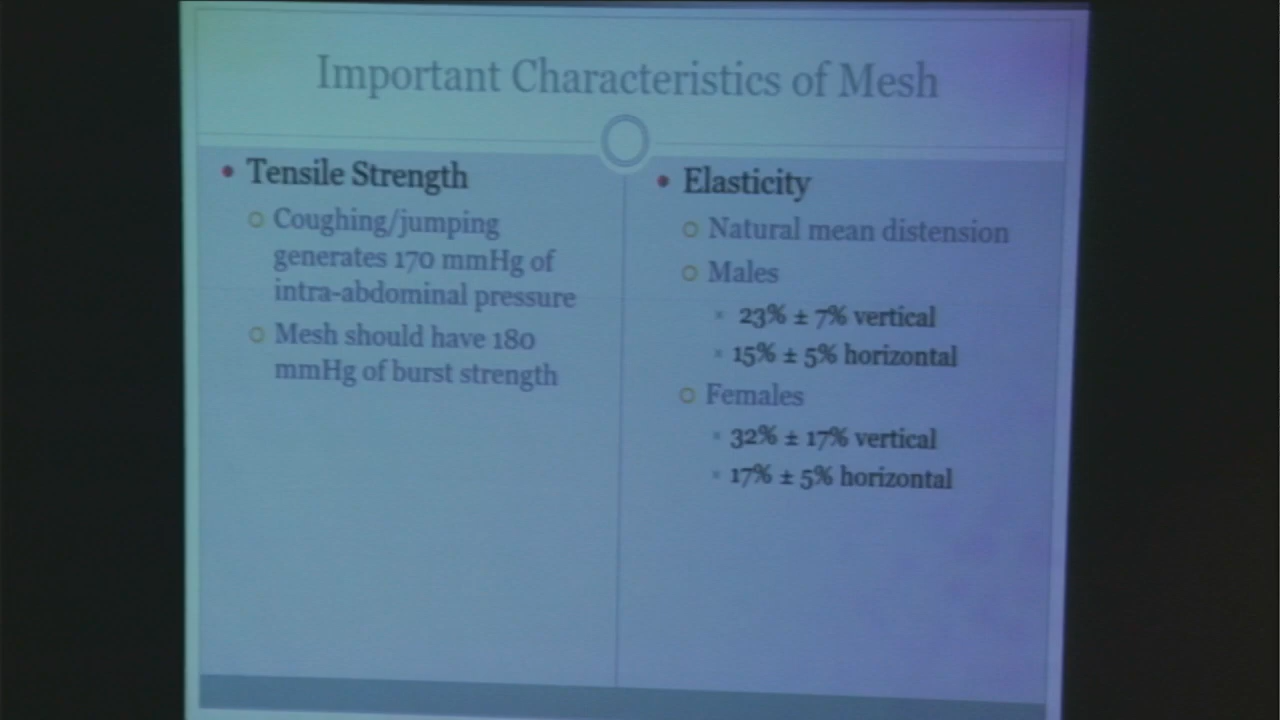 Important Characteristics of Mesh
• Tensile Strength
o Coughing/jumping
generates 170 mmHg of
intra-abdominal pressure
o Mesh should have 180
mmHg of burst strength
• Elasticity
o Natural mean distension
o Males
× 23% ± 7% vertical
× 15% ± 5% horizontal
o Females
× 32% ± 17% vertical
× 17% ± 5% horizontal